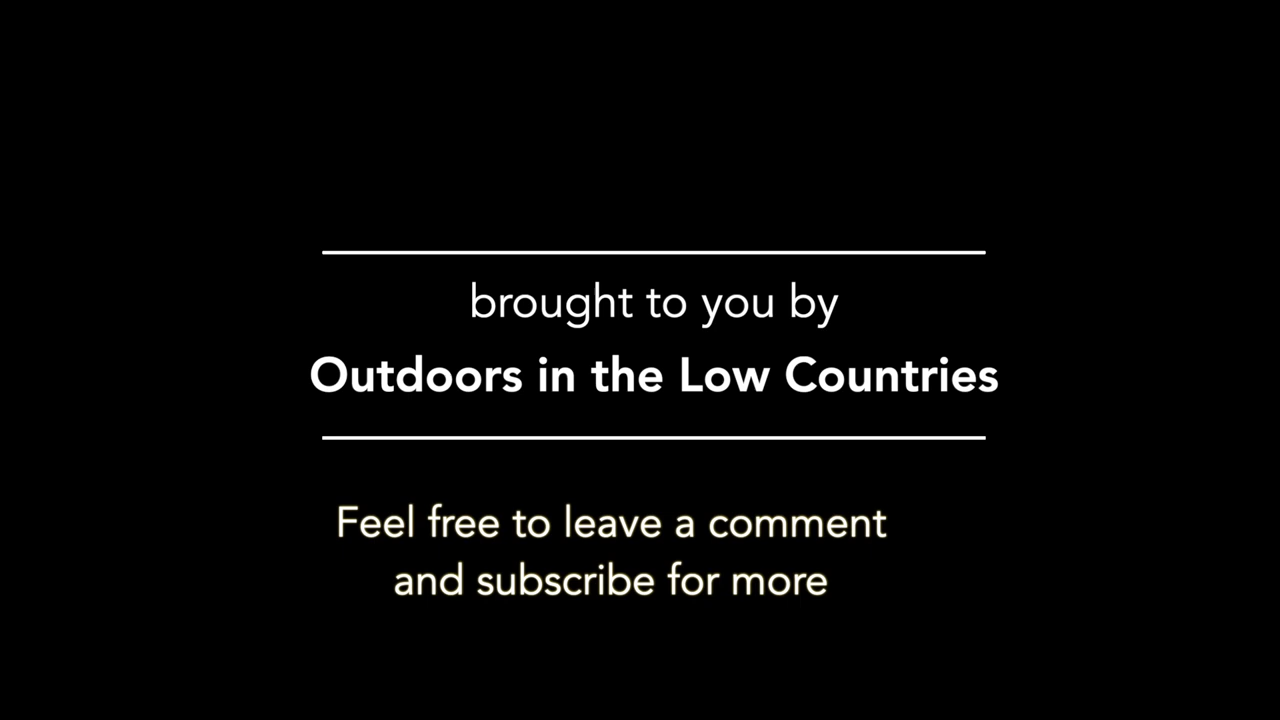 brought to you by
Outdoors in the Low Countries
Feel free to leave a comment
and subscribe for more